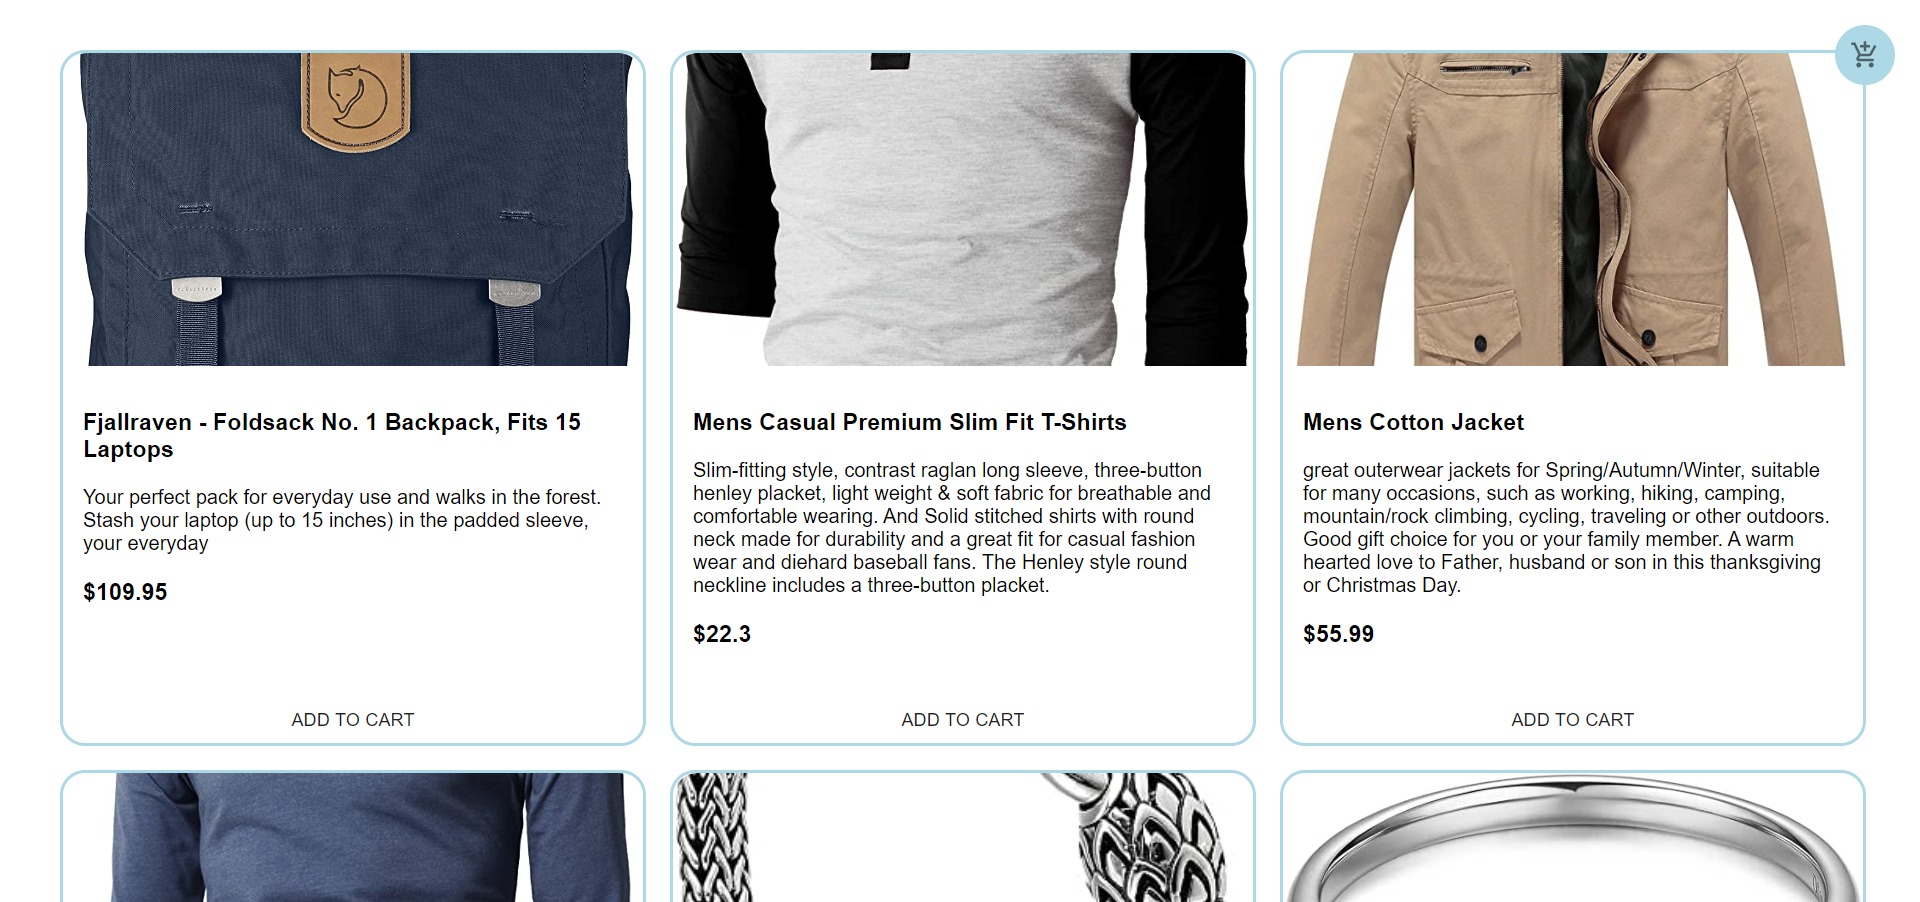 Fjallraven - Foldsack No. 1 Backpack, Fits 15
Laptops
Your perfect pack for everyday use and walks in the forest.
Stash your laptop (up to 15 inches) in the padded sleeve,
your everyday
$109.95
ADD TO CART
Mens Casual Premium Slim Fit T-Shirts
Slim-fitting style, contrast raglan long sleeve, three-button
henley placket, light weight & soft fabric for breathable and
comfortable wearing. And Solid stitched shirts with round
neck made for durability and a great fit for casual fashion
wear and diehard baseball fans. The Henley style round
neckline includes a three-button placket.
$22.3
ADD TO CART
Mens Cotton Jacket
great outerwear jackets for Spring/Autumn/Winter, suitable
for many occasions, such as working, hiking, camping,
mountain/rock climbing, cycling, traveling or other outdoors.
Good gift choice for you or your family member. A warm
hearted love to Father, husband or son in this thanksgiving
or Christmas Day.
$55.99
ADD TO CART